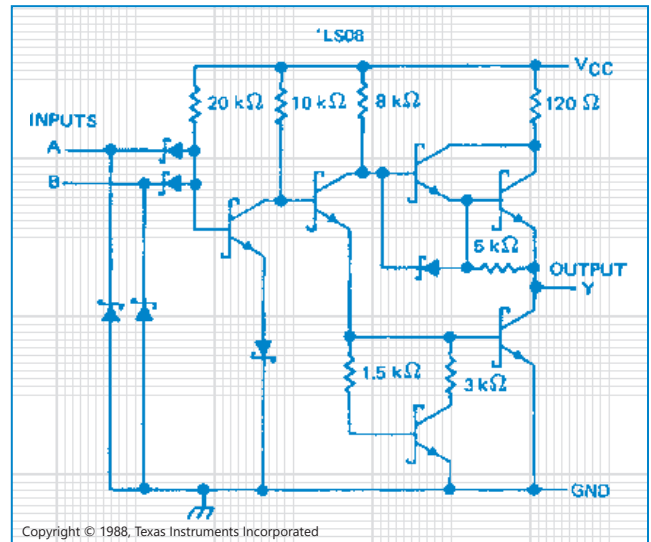 'LS08
VCC
20 kΩ 10 kΩ 8 kΩ 120 Ω
INPUTS
A
B
5 kΩ
OUTPUT
Y
1.5 kΩ 3 kΩ
GND
Copyright © 1988, Texas Instruments Incorporated